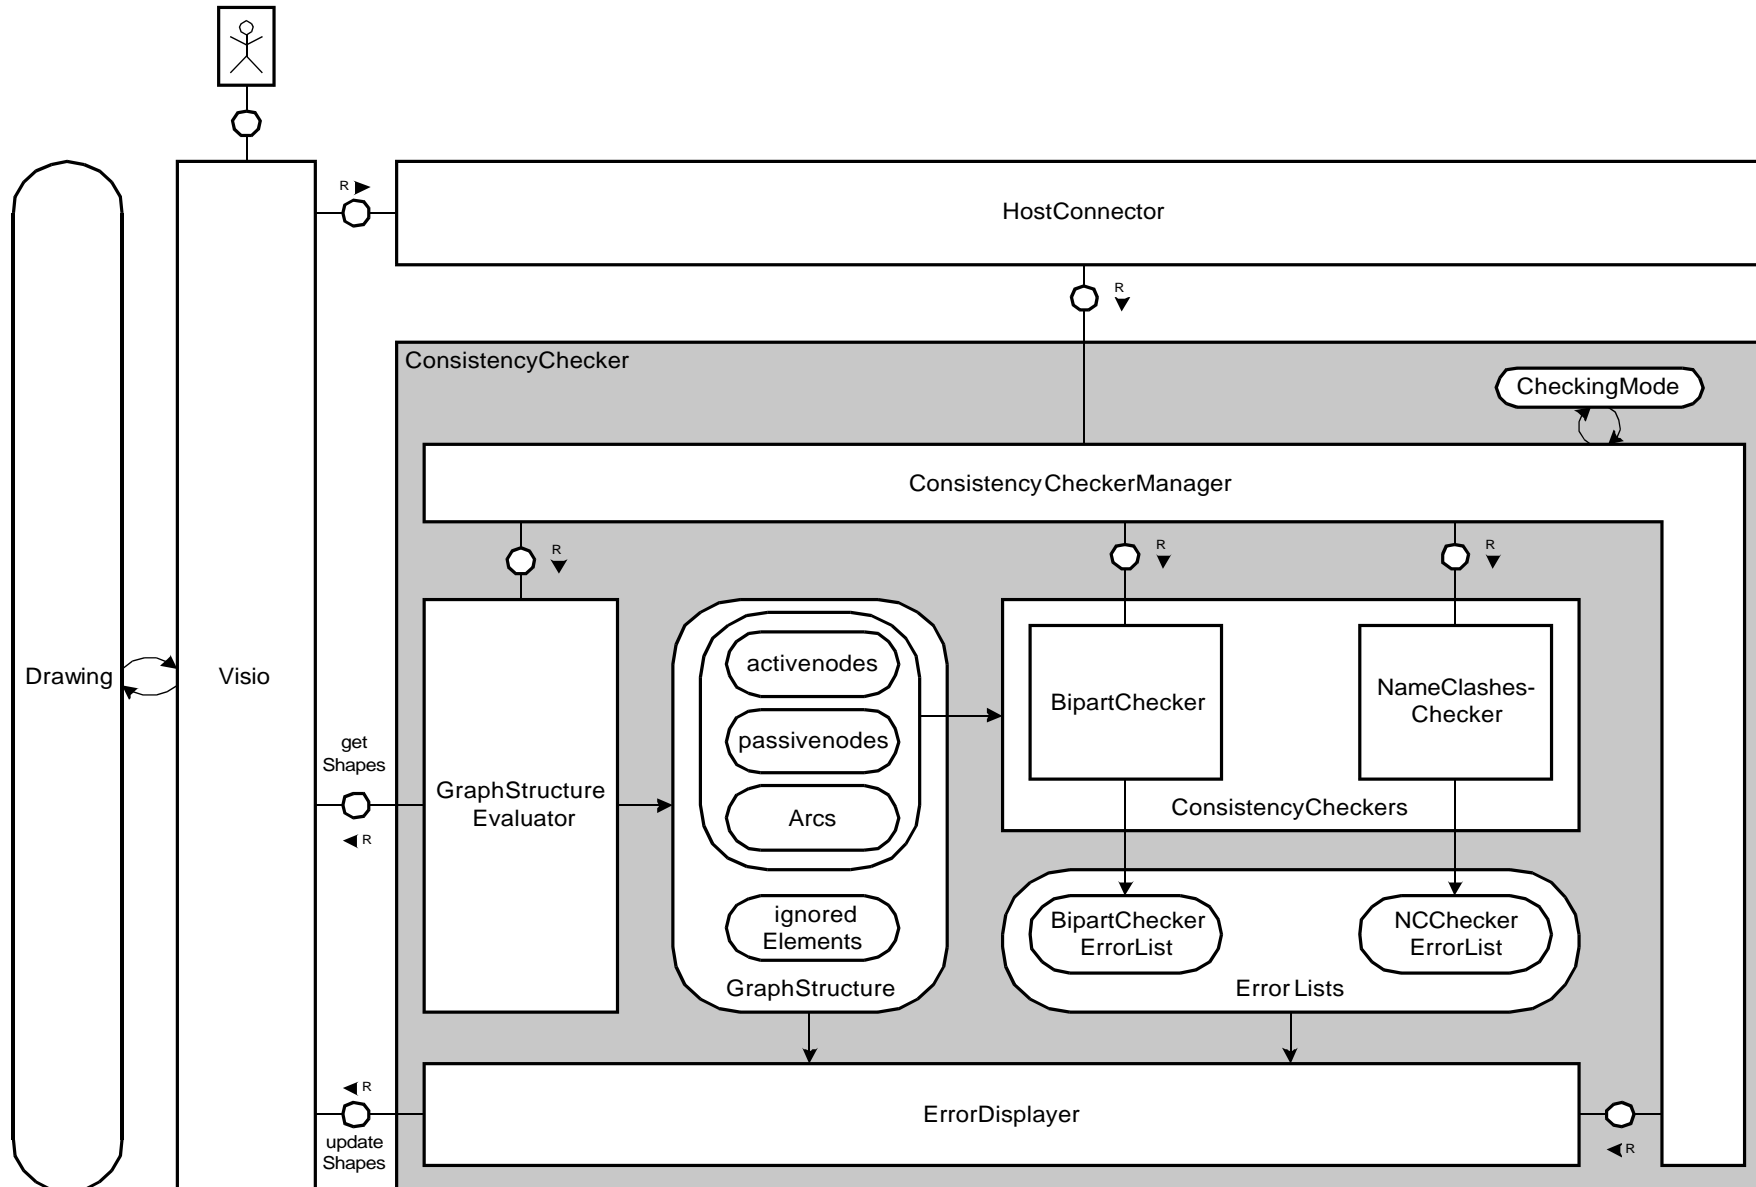 R
HostConnector
R
ConsistencyChecker
CheckingMode
ConsistencyCheckerManager
R
R
R
Drawing
Visio
get
Shapes
R
GraphStructure
Evaluator
activenodes
passivenodes
Arcs
ignored
Elements
GraphStructure
BipartChecker
NameClashes-
Checker
ConsistencyCheckers
BipartChecker
ErrorList
NCChecker
ErrorList
Error Lists
R
update
Shapes
ErrorDisplayer
R